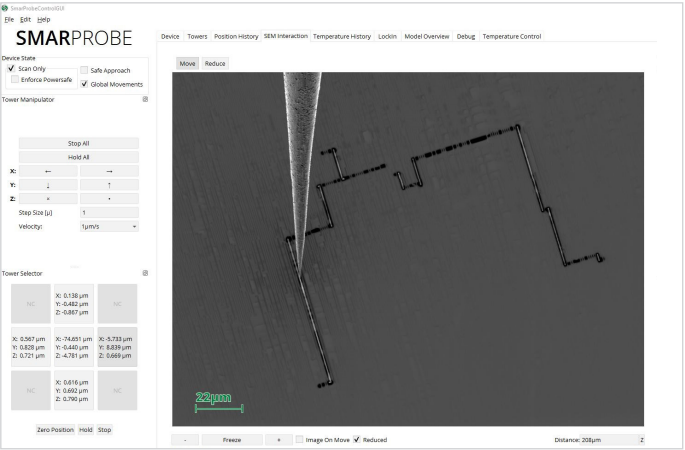 SmarProbeControlGUI
File Edit Help
SMARPROBE
Device Towers Position History SEM Interaction Temperature History Lockin Model Overview Debug Temperature Control
Device State
Scan Only
Safe Approach
Enforce Powersafe
Global Movements
Move Reduce
Tower Manipulator
Stop All
Hold All
X: ← →
Y: ↓ ↑
Z:
Step Size [µ] 1
Velocity: 1µm/s
Tower Selector
NC
X: 0.138 µm
Y: -0.482 µm
Z: -0.867 µm
NC
X: 0.567 µm
Y: 0.828 µm
Z: 0.721 µm
X: -74.651 µm
Y: -0.440 µm
Z: -4.781 µm
X: -5.733 µm
Y: 8.839 µm
Z: 0.669 µm
NC
X: 0.616 µm
Y: 0.692 µm
Z: 0.790 µm
NC
Zero Position Hold Stop
22µm
- Freeze + Image On Move Reduced Distance: 208µm Z